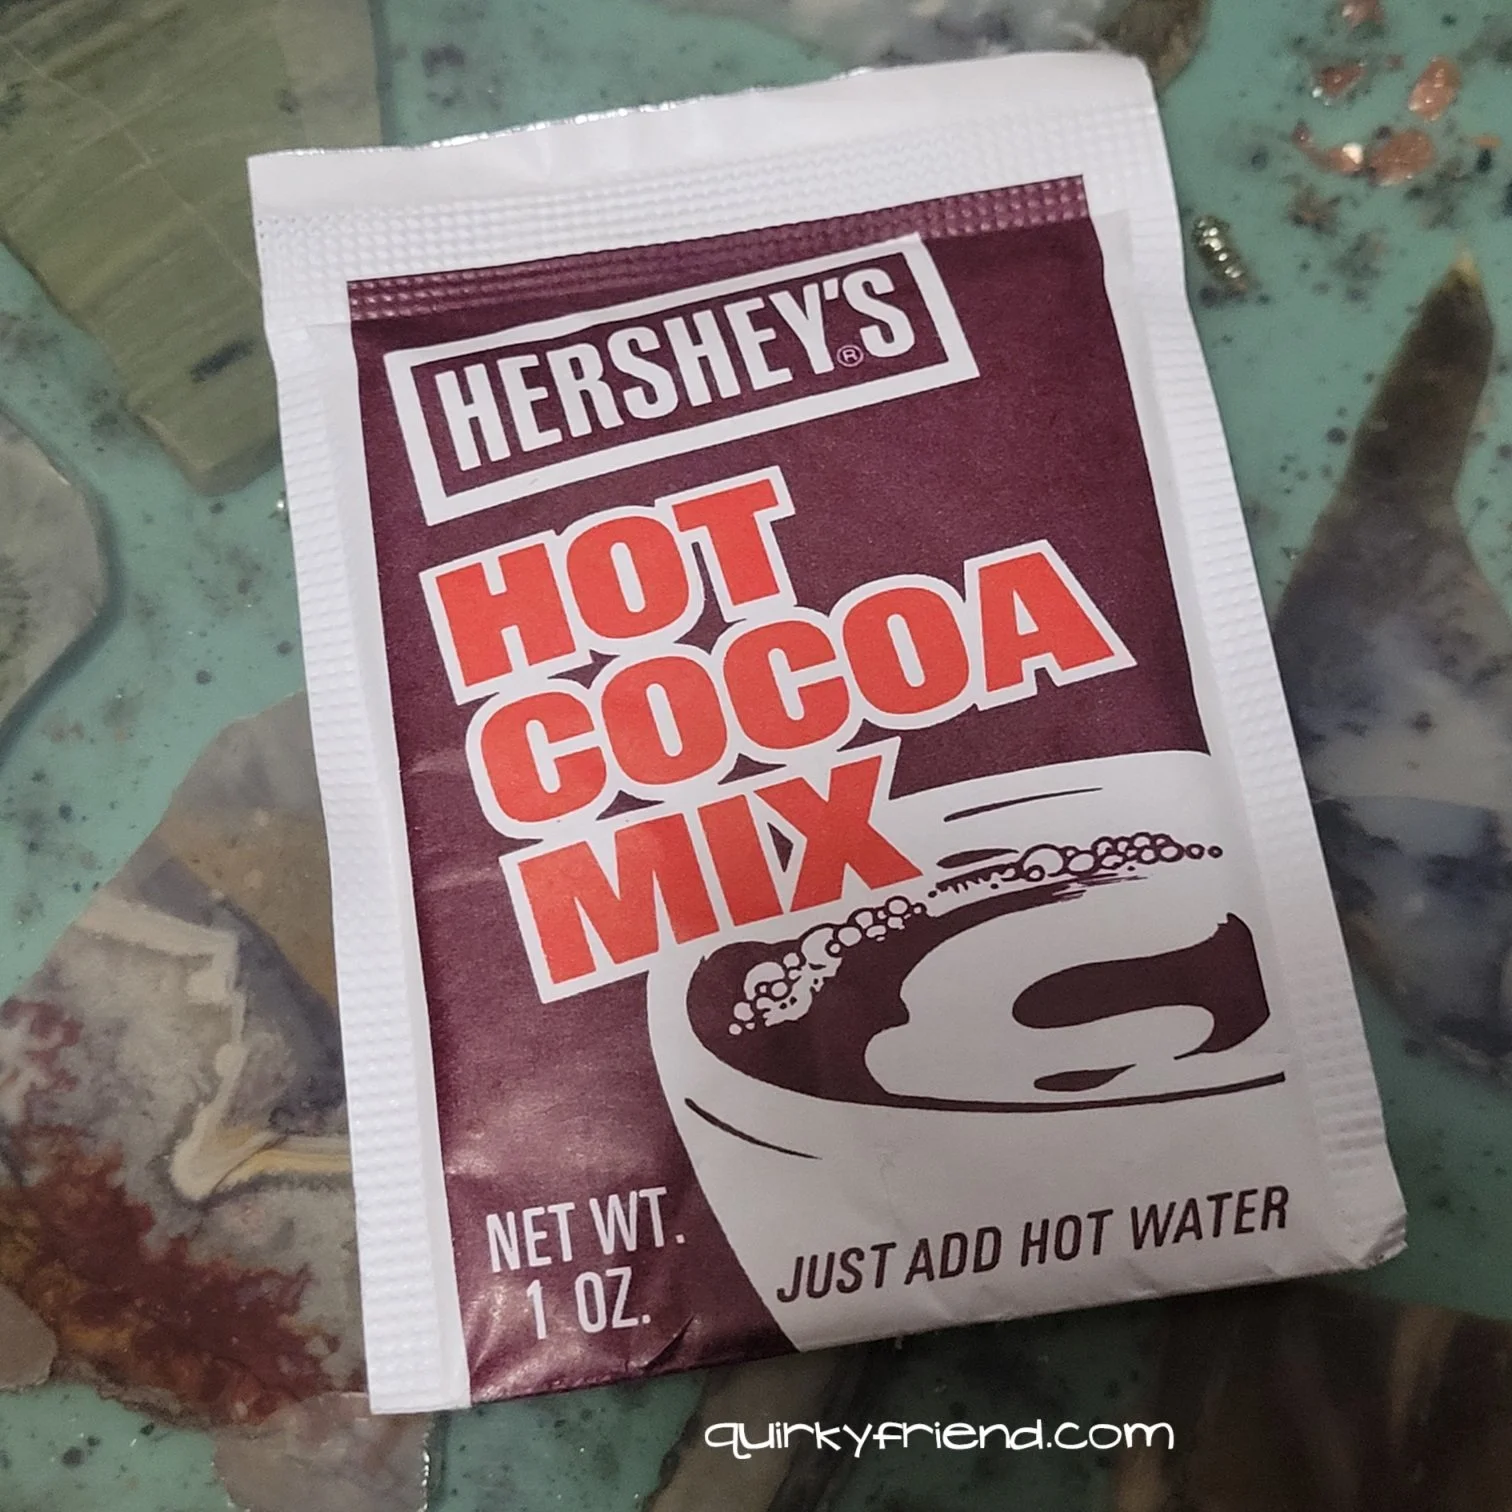 HERSHEY'S®
HOT
COCOA
MIX
NET WT.
1 OZ.
JUST ADD HOT WATER
quirkyfriend.com